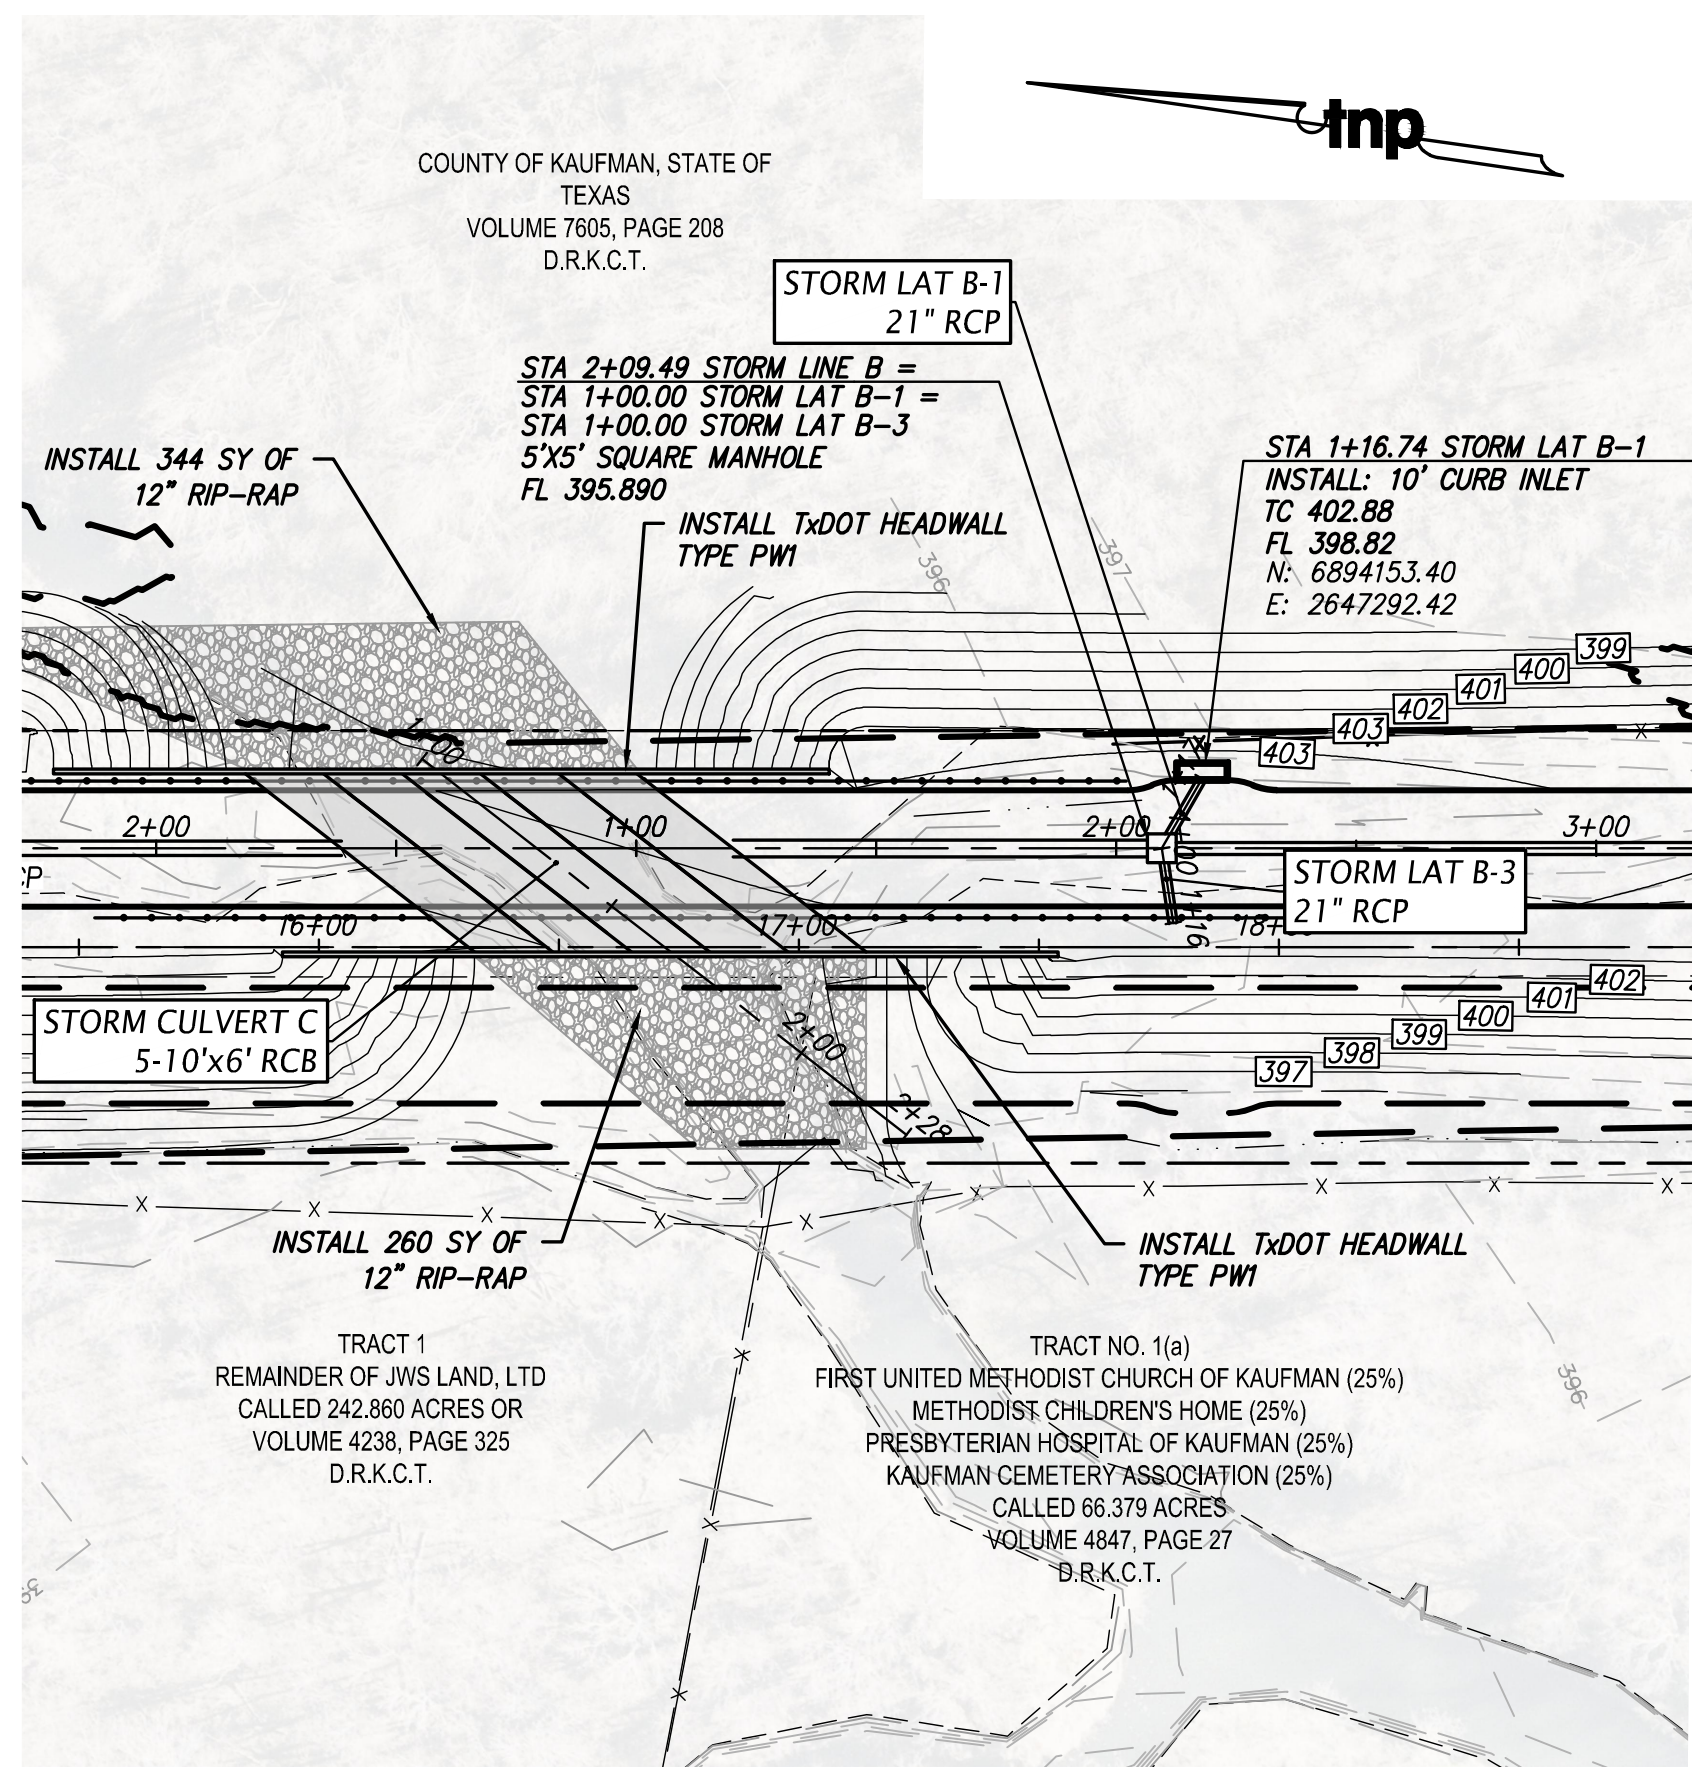 tnp
COUNTY OF KAUFMAN, STATE OF
TEXAS
VOLUME 7605, PAGE 208
D.R.K.C.T.
STORM LAT B-1
21" RCP
STA 2+09.49 STORM LINE B =
STA 1+00.00 STORM LAT B-1 =
STA 1+00.00 STORM LAT B-3
5'X5' SQUARE MANHOLE
FL 395.890
INSTALL 344 SY OF
12" RIP-RAP
INSTALL TxDOT HEADWALL
TYPE PW1
STA 1+16.74 STORM LAT B-1
INSTALL: 10' CURB INLET
TC 402.88
FL 398.82
N: 6894153.40
E: 2647292.42
396
397
399
400
401
402
403
403
1+00
2+00
1+00
2+00
3+00
STORM LAT B-3
21" RCP
1+16
16+00
17+00
18+
402
401
400
399
398
397
STORM CULVERT C
5-10'x6' RCB
2+00
2+28
INSTALL 260 SY OF
12" RIP-RAP
INSTALL TxDOT HEADWALL
TYPE PW1
TRACT 1
REMAINDER OF JWS LAND, LTD
CALLED 242.860 ACRES OR
VOLUME 4238, PAGE 325
D.R.K.C.T.
TRACT NO. 1(a)
FIRST UNITED METHODIST CHURCH OF KAUFMAN (25%)
METHODIST CHILDREN'S HOME (25%)
PRESBYTERIAN HOSPITAL OF KAUFMAN (25%)
KAUFMAN CEMETERY ASSOCIATION (25%)
CALLED 66.379 ACRES
VOLUME 4847, PAGE 27
D.R.K.C.T.
396